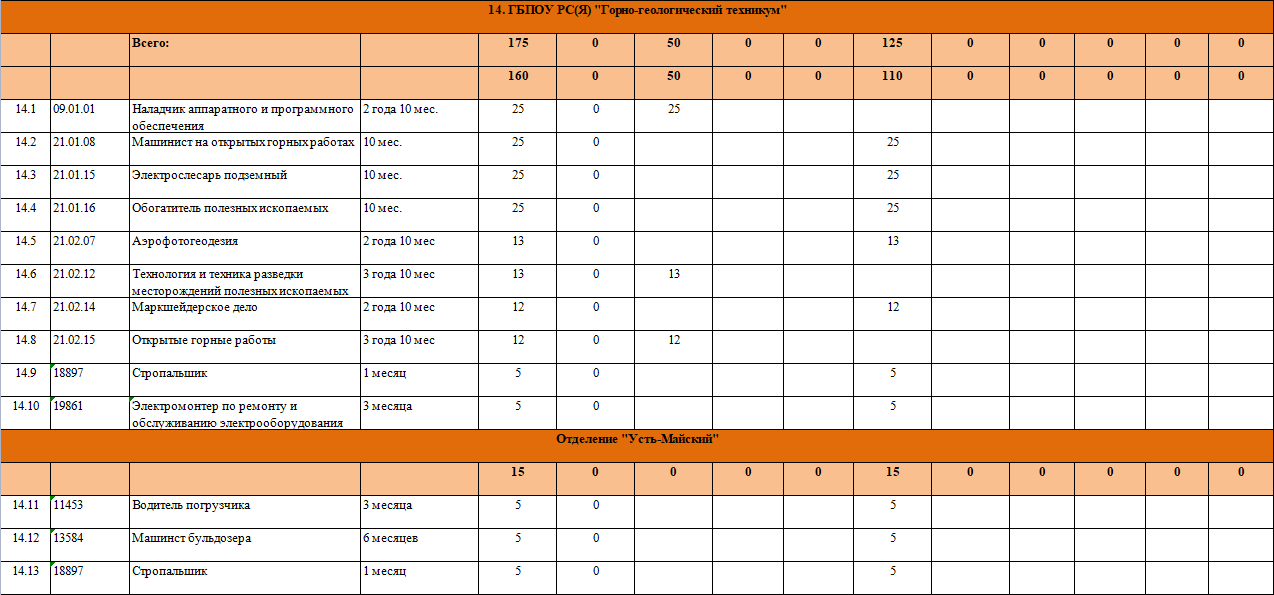 14. ГБПОУ РС(Я) "Горно-геологический техникум"
Всего: 175 0 50 0 0 125 0 0 0 0 0
160 0 50 0 0 110 0 0 0 0 0
14.1 09.01.01 Наладчик аппаратного и программного 2 года 10 мес. 25 0 25
обеспечения
14.2 21.01.08 Машинист на открытых горных работах 10 мес. 25 0 25
14.3 21.01.15 Электрослесарь подземный 10 мес. 25 0 25
14.4 21.01.16 Обогатитель полезных ископаемых 10 мес. 25 0 25
14.5 21.02.07 Аэрофотогеодезия 2 года 10 мес 13 0 13
14.6 21.02.12 Технология и техника разведки 3 года 10 мес 13 0 13
месторождений полезных ископаемых
14.7 21.02.14 Маркшейдерское дело 2 года 10 мес 12 0 12
14.8 21.02.15 Открытые горные работы 3 года 10 мес 12 0 12
14.9 18897 Стропальшик 1 месяц 5 0 5
14.10 19861 Электромонтер по ремонту и 3 месяца 5 0 5
обслуживанию электрооборудования
Отделение "Усть-Майский"
15 0 0 0 0 15 0 0 0 0 0
14.11 11453 Водитель погрузчика 3 месяца 5 0 5
14.12 13584 Машинст бульдозера 6 месяцев 5 0 5
14.13 18897 Стропальшик 1 месяц 5 0 5